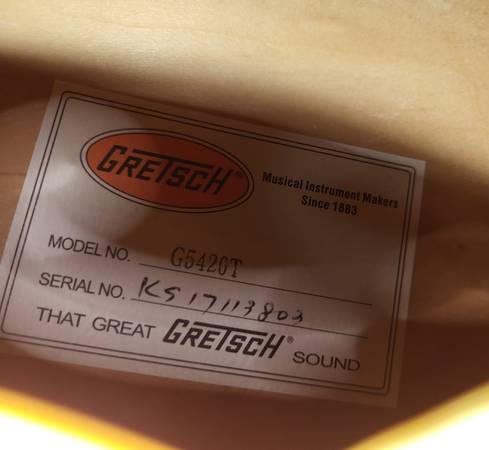 GRETSCH®
Musical Instrument Makers
Since 1883
MODEL NO. G5420T
SERIAL NO. KS17113803
THAT GREAT GRETSCH® SOUND